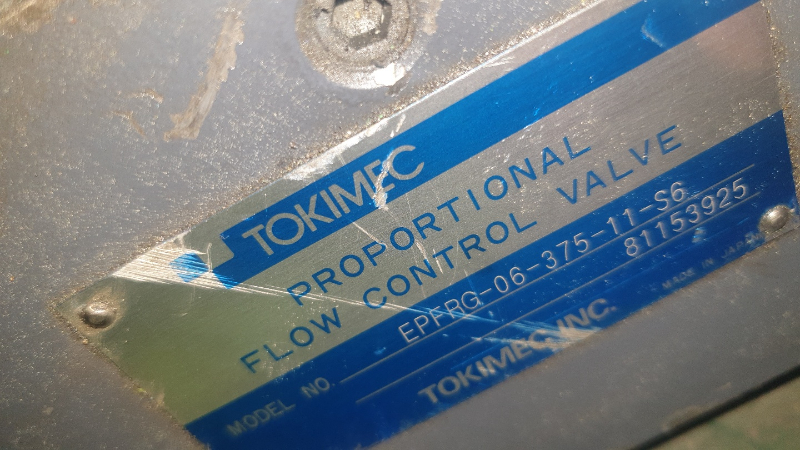 TOKIMEC
PROPORTIONAL
FLOW CONTROL VALVE
MODEL NO. EPFRG-06-375-11-S6
81153925
MADE IN JAPAN
TOKIMEC INC.